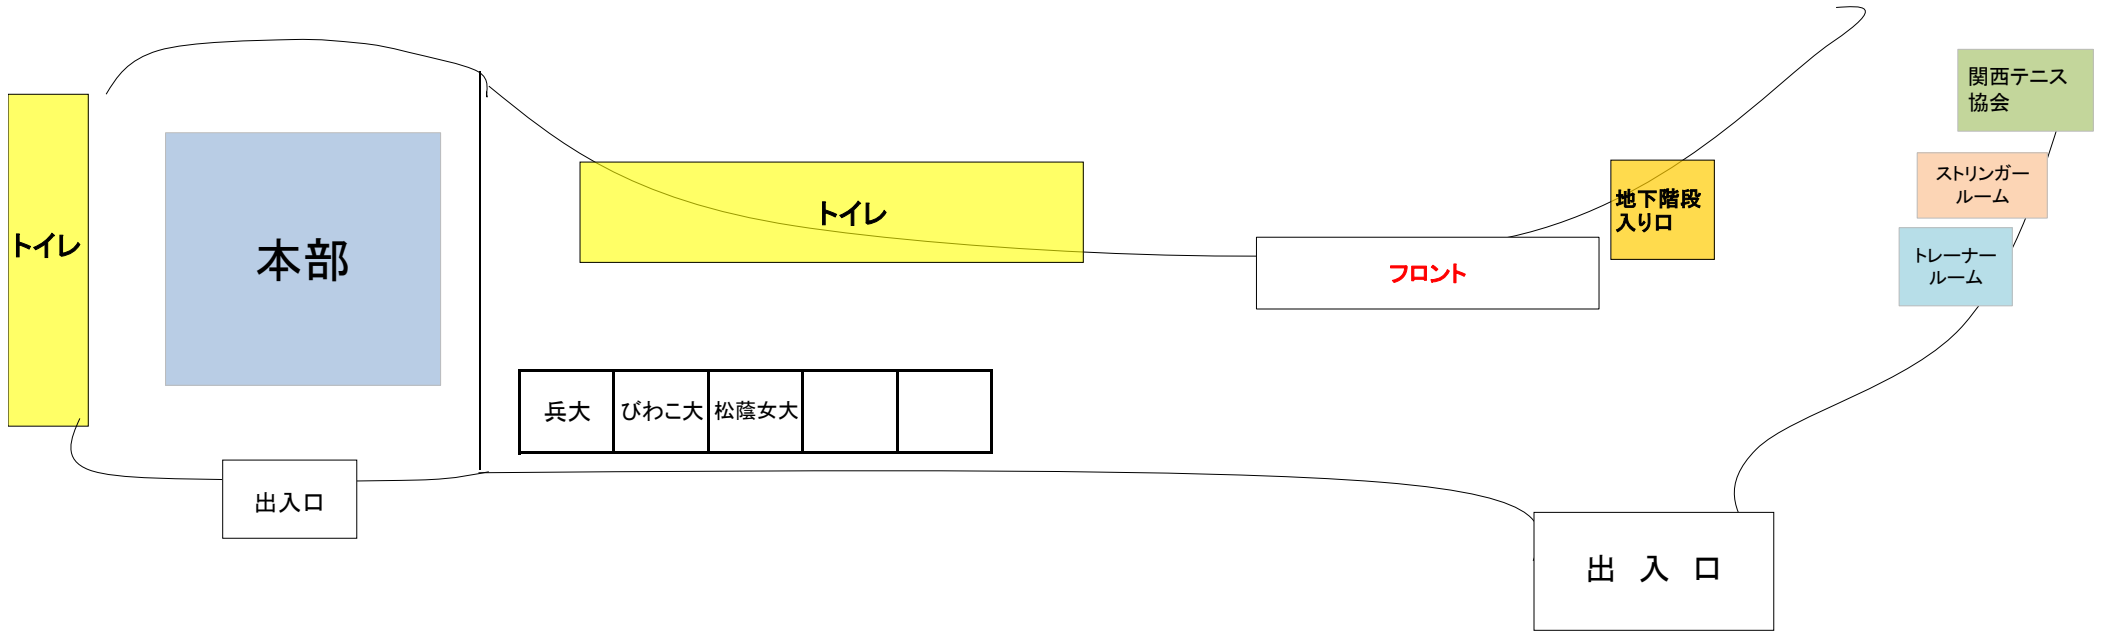 関西テニス
協会
ストリンガー
ルーム
トレーナー
ルーム
トイレ
本部
トイレ
地下階段
入り口
フロント
兵大
びわこ大
松蔭女大
出入口
出　入　口